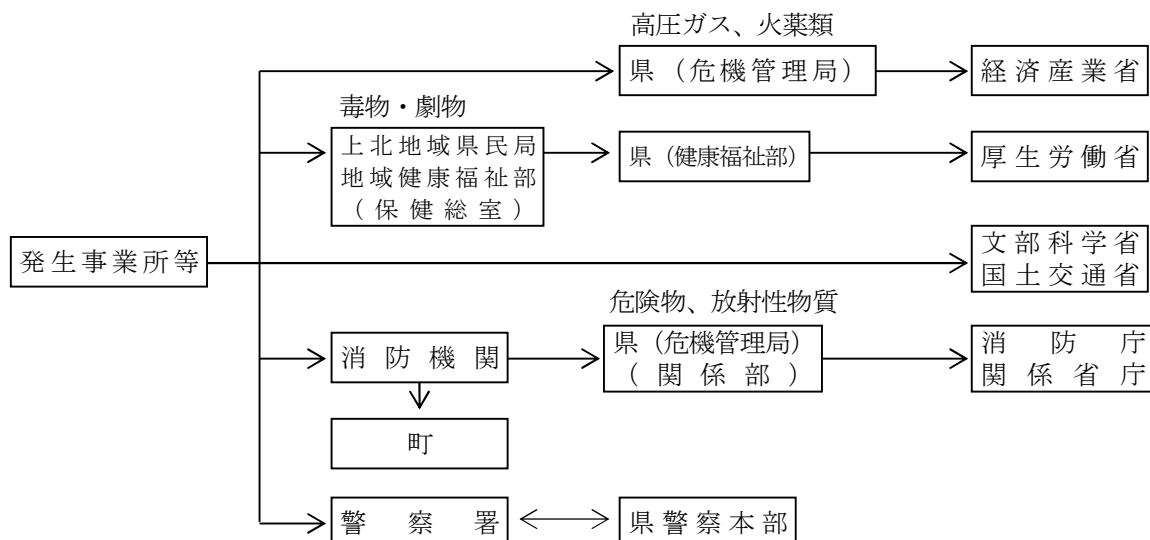 高圧ガス、火薬類
県（危機管理局）
経済産業省
毒物・劇物
上北地域県民局
地域健康福祉部
（保健総室）
県（健康福祉部）
厚生労働省
発生事業所等
文部科学省
国土交通省
危険物、放射性物質
消防機関
県（危機管理局）
（関係部）
消防庁
関係省庁
町
警察署
県警察本部